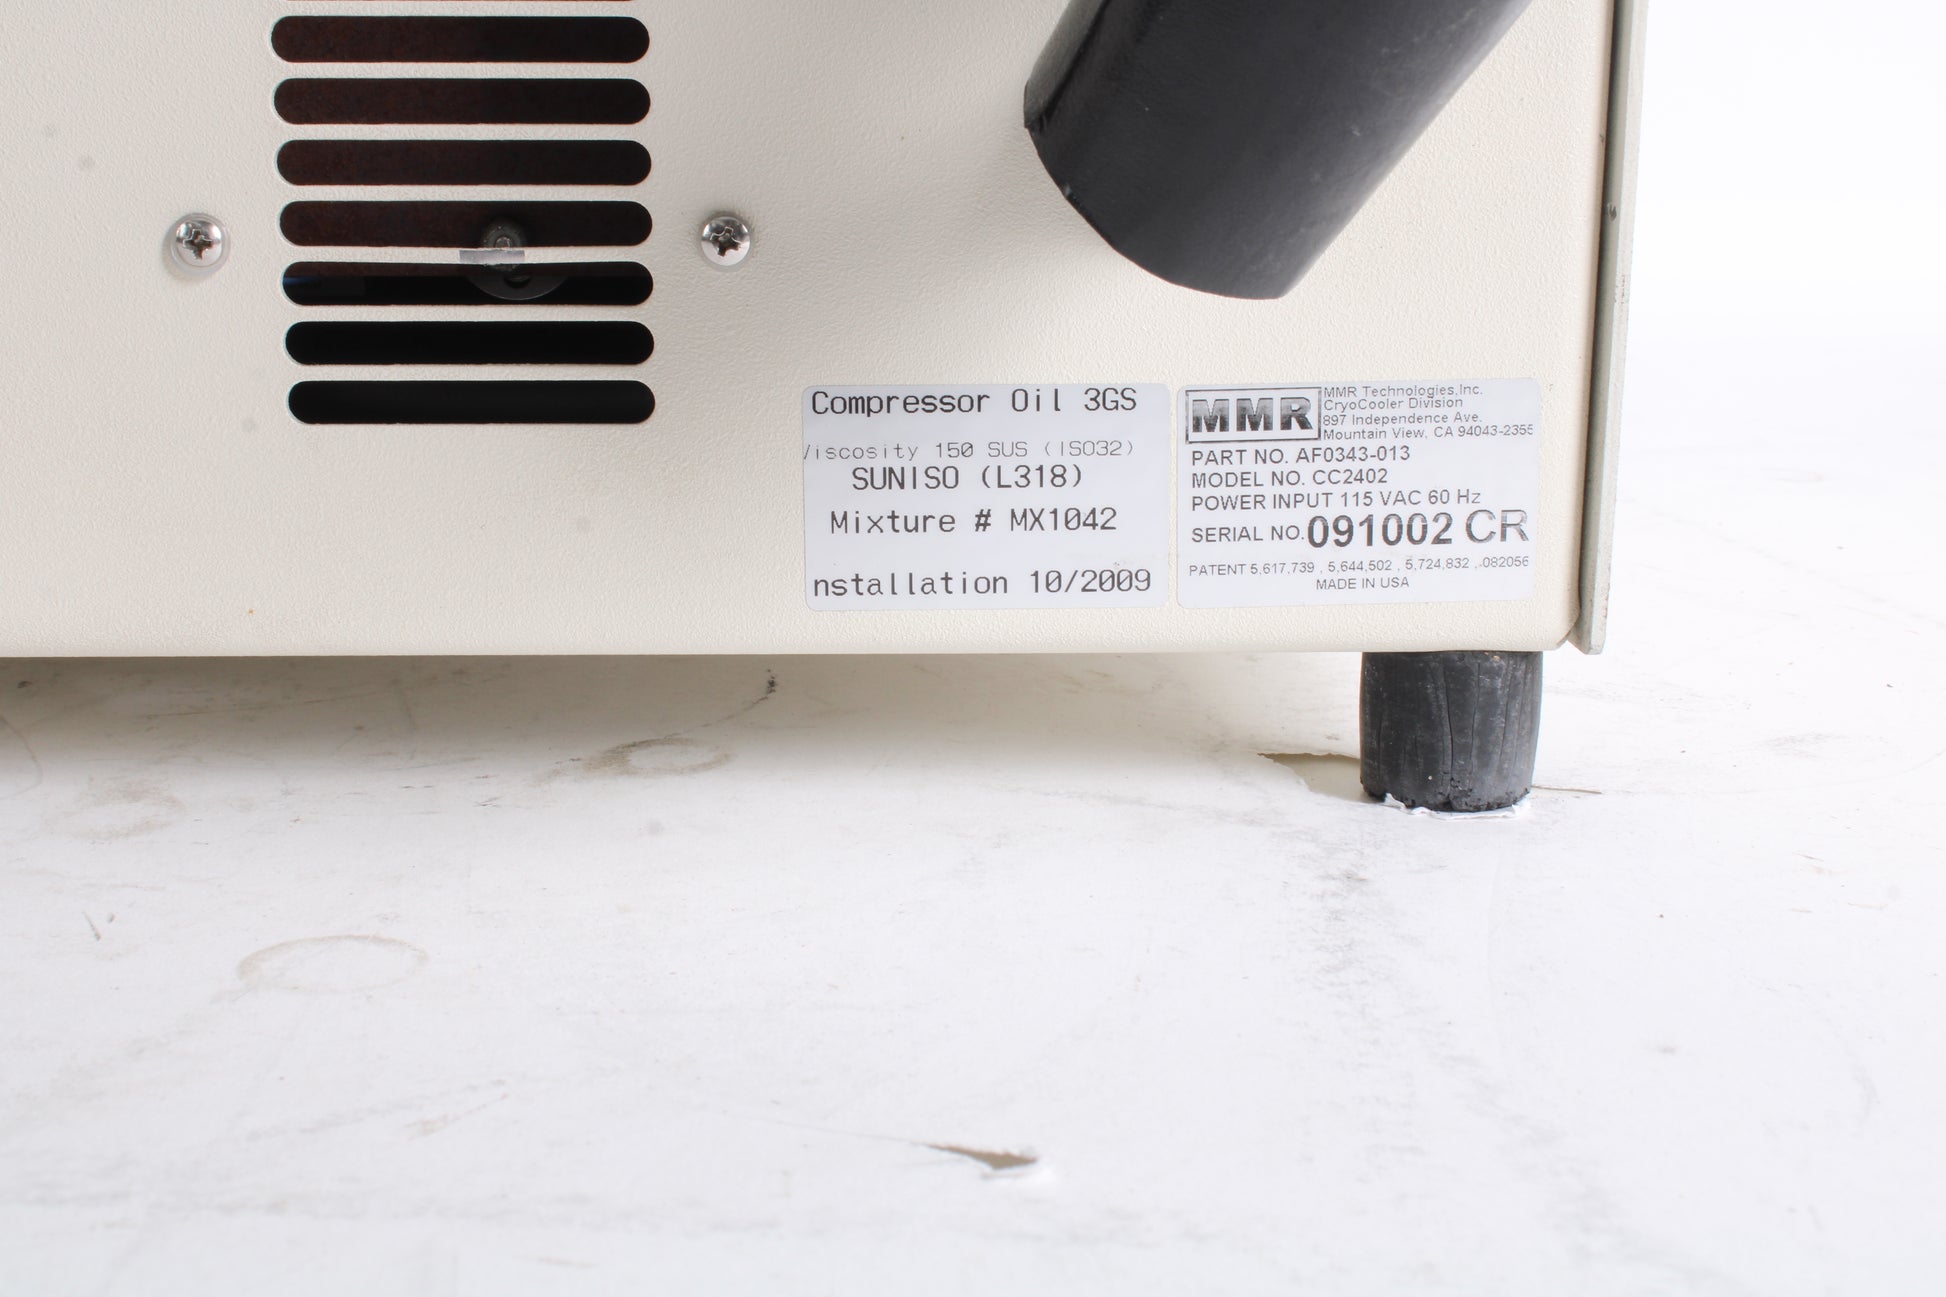 Compressor Oil 3GS
Viscosity 150 SUS (ISO32)
SUNISO (L318)
Mixture # MX1042
nstallation 10/2009
MMR
MMR Technologies,Inc.
CryoCooler Division
897 Independence Ave.
Mountain View, CA 94043-2355
PART NO. AF0343-013
MODEL NO. CC2402
POWER INPUT 115 VAC 60 Hz
SERIAL NO. 091002 CR
PATENT 5,617,739 , 5,644,502 , 5,724,832 , .082056
MADE IN USA